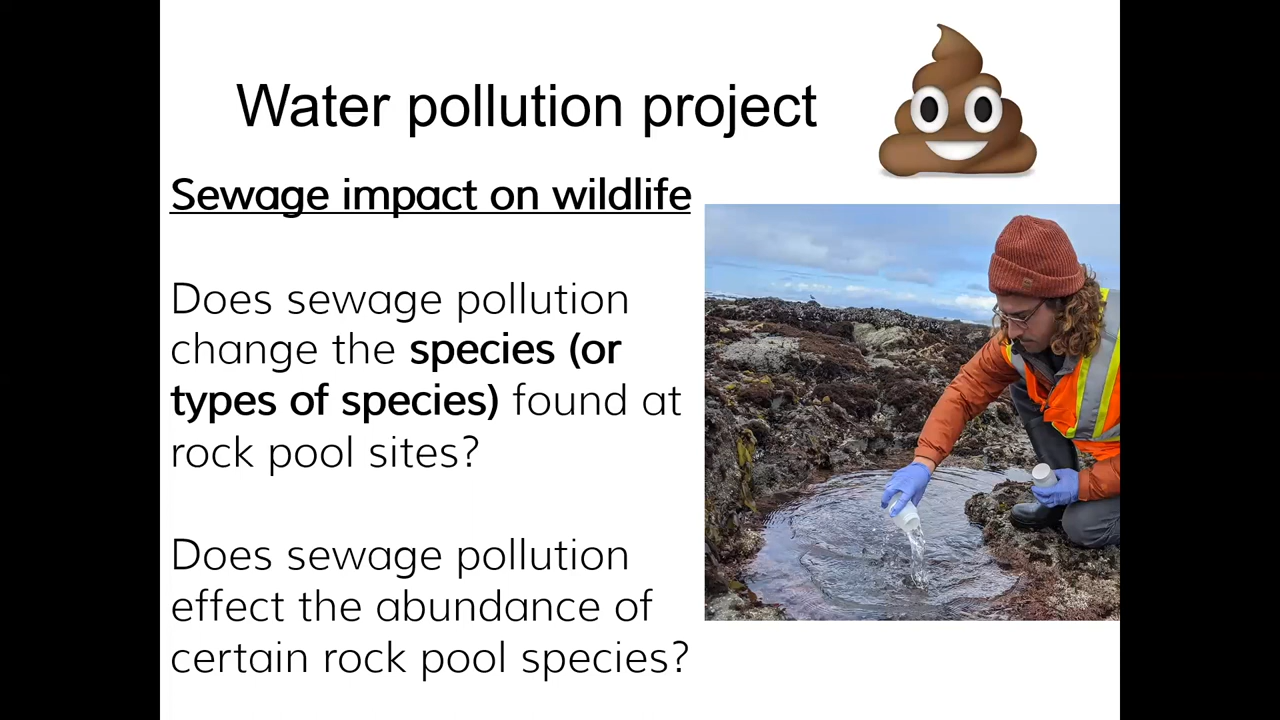 Water pollution project
Sewage impact on wildlife
Does sewage pollution
change the species (or
types of species) found at
rock pool sites?
Does sewage pollution
effect the abundance of
certain rock pool species?